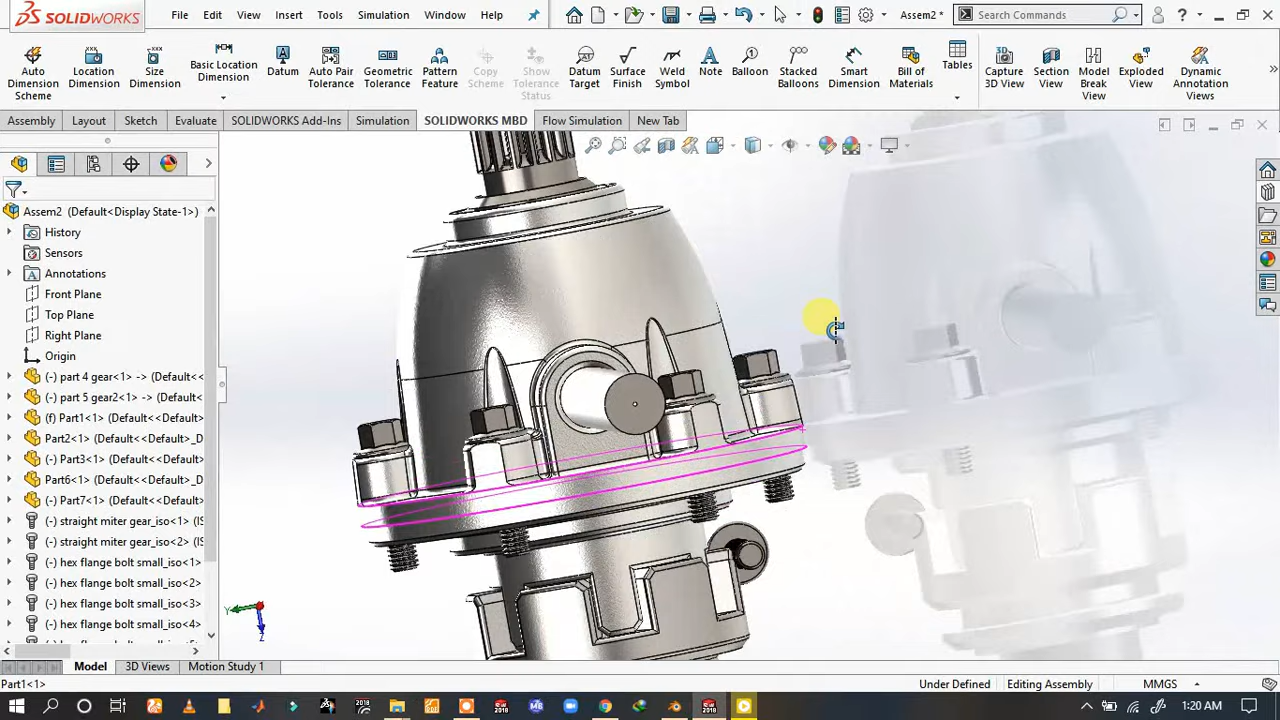 SOLIDWORKS
File Edit View Insert Tools Simulation Window Help
Assem2 *
Search Commands
Auto Dimension Scheme
Location Dimension
Size Dimension
Basic Location Dimension
Datum
Auto Pair Tolerance
Geometric Tolerance
Pattern Feature
Copy Scheme
Show Tolerance Status
Datum Target
Surface Finish
Weld Symbol
Note
Balloon
Stacked Balloons
Smart Dimension
Bill of Materials
Tables
Capture 3D View
Section View
Model Break View
Exploded View
Dynamic Annotation Views
Assembly Layout Sketch Evaluate SOLIDWORKS Add-Ins Simulation SOLIDWORKS MBD Flow Simulation New Tab
Assem2 (Default<Display State-1>)
History
Sensors
Annotations
Front Plane
Top Plane
Right Plane
Origin
(-) part 4 gear<1> -> (Default<<
(-) part 5 gear2<1> -> (Default<
(f) Part1<1> -> (Default<<Defau
Part2<1> -> (Default<<Default>_D
(-) Part3<1> -> (Default<<Defau
Part6<1> -> (Default<<Default>_D
(-) Part7<1> -> (Default<<Defau
(-) straight miter gear_iso<1> (IS
(-) straight miter gear_iso<2> (IS
(-) hex flange bolt small_iso<1>
(-) hex flange bolt small_iso<2>
(-) hex flange bolt small_iso<3>
(-) hex flange bolt small_iso<4>
Y
Z
Model 3D Views Motion Study 1
Part1<1>
Under Defined
Editing Assembly
MMGS
1:20 AM